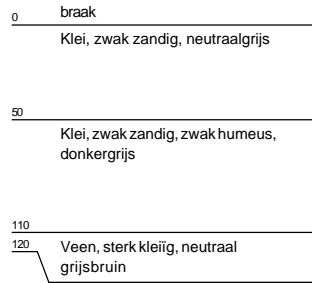 braak
0
Klei, zwak zandig, neutraalgrijs
50
Klei, zwak zandig, zwak humeus,
donkergrijs
110
120
Veen, sterk kleiïg, neutraal
grijsbruin